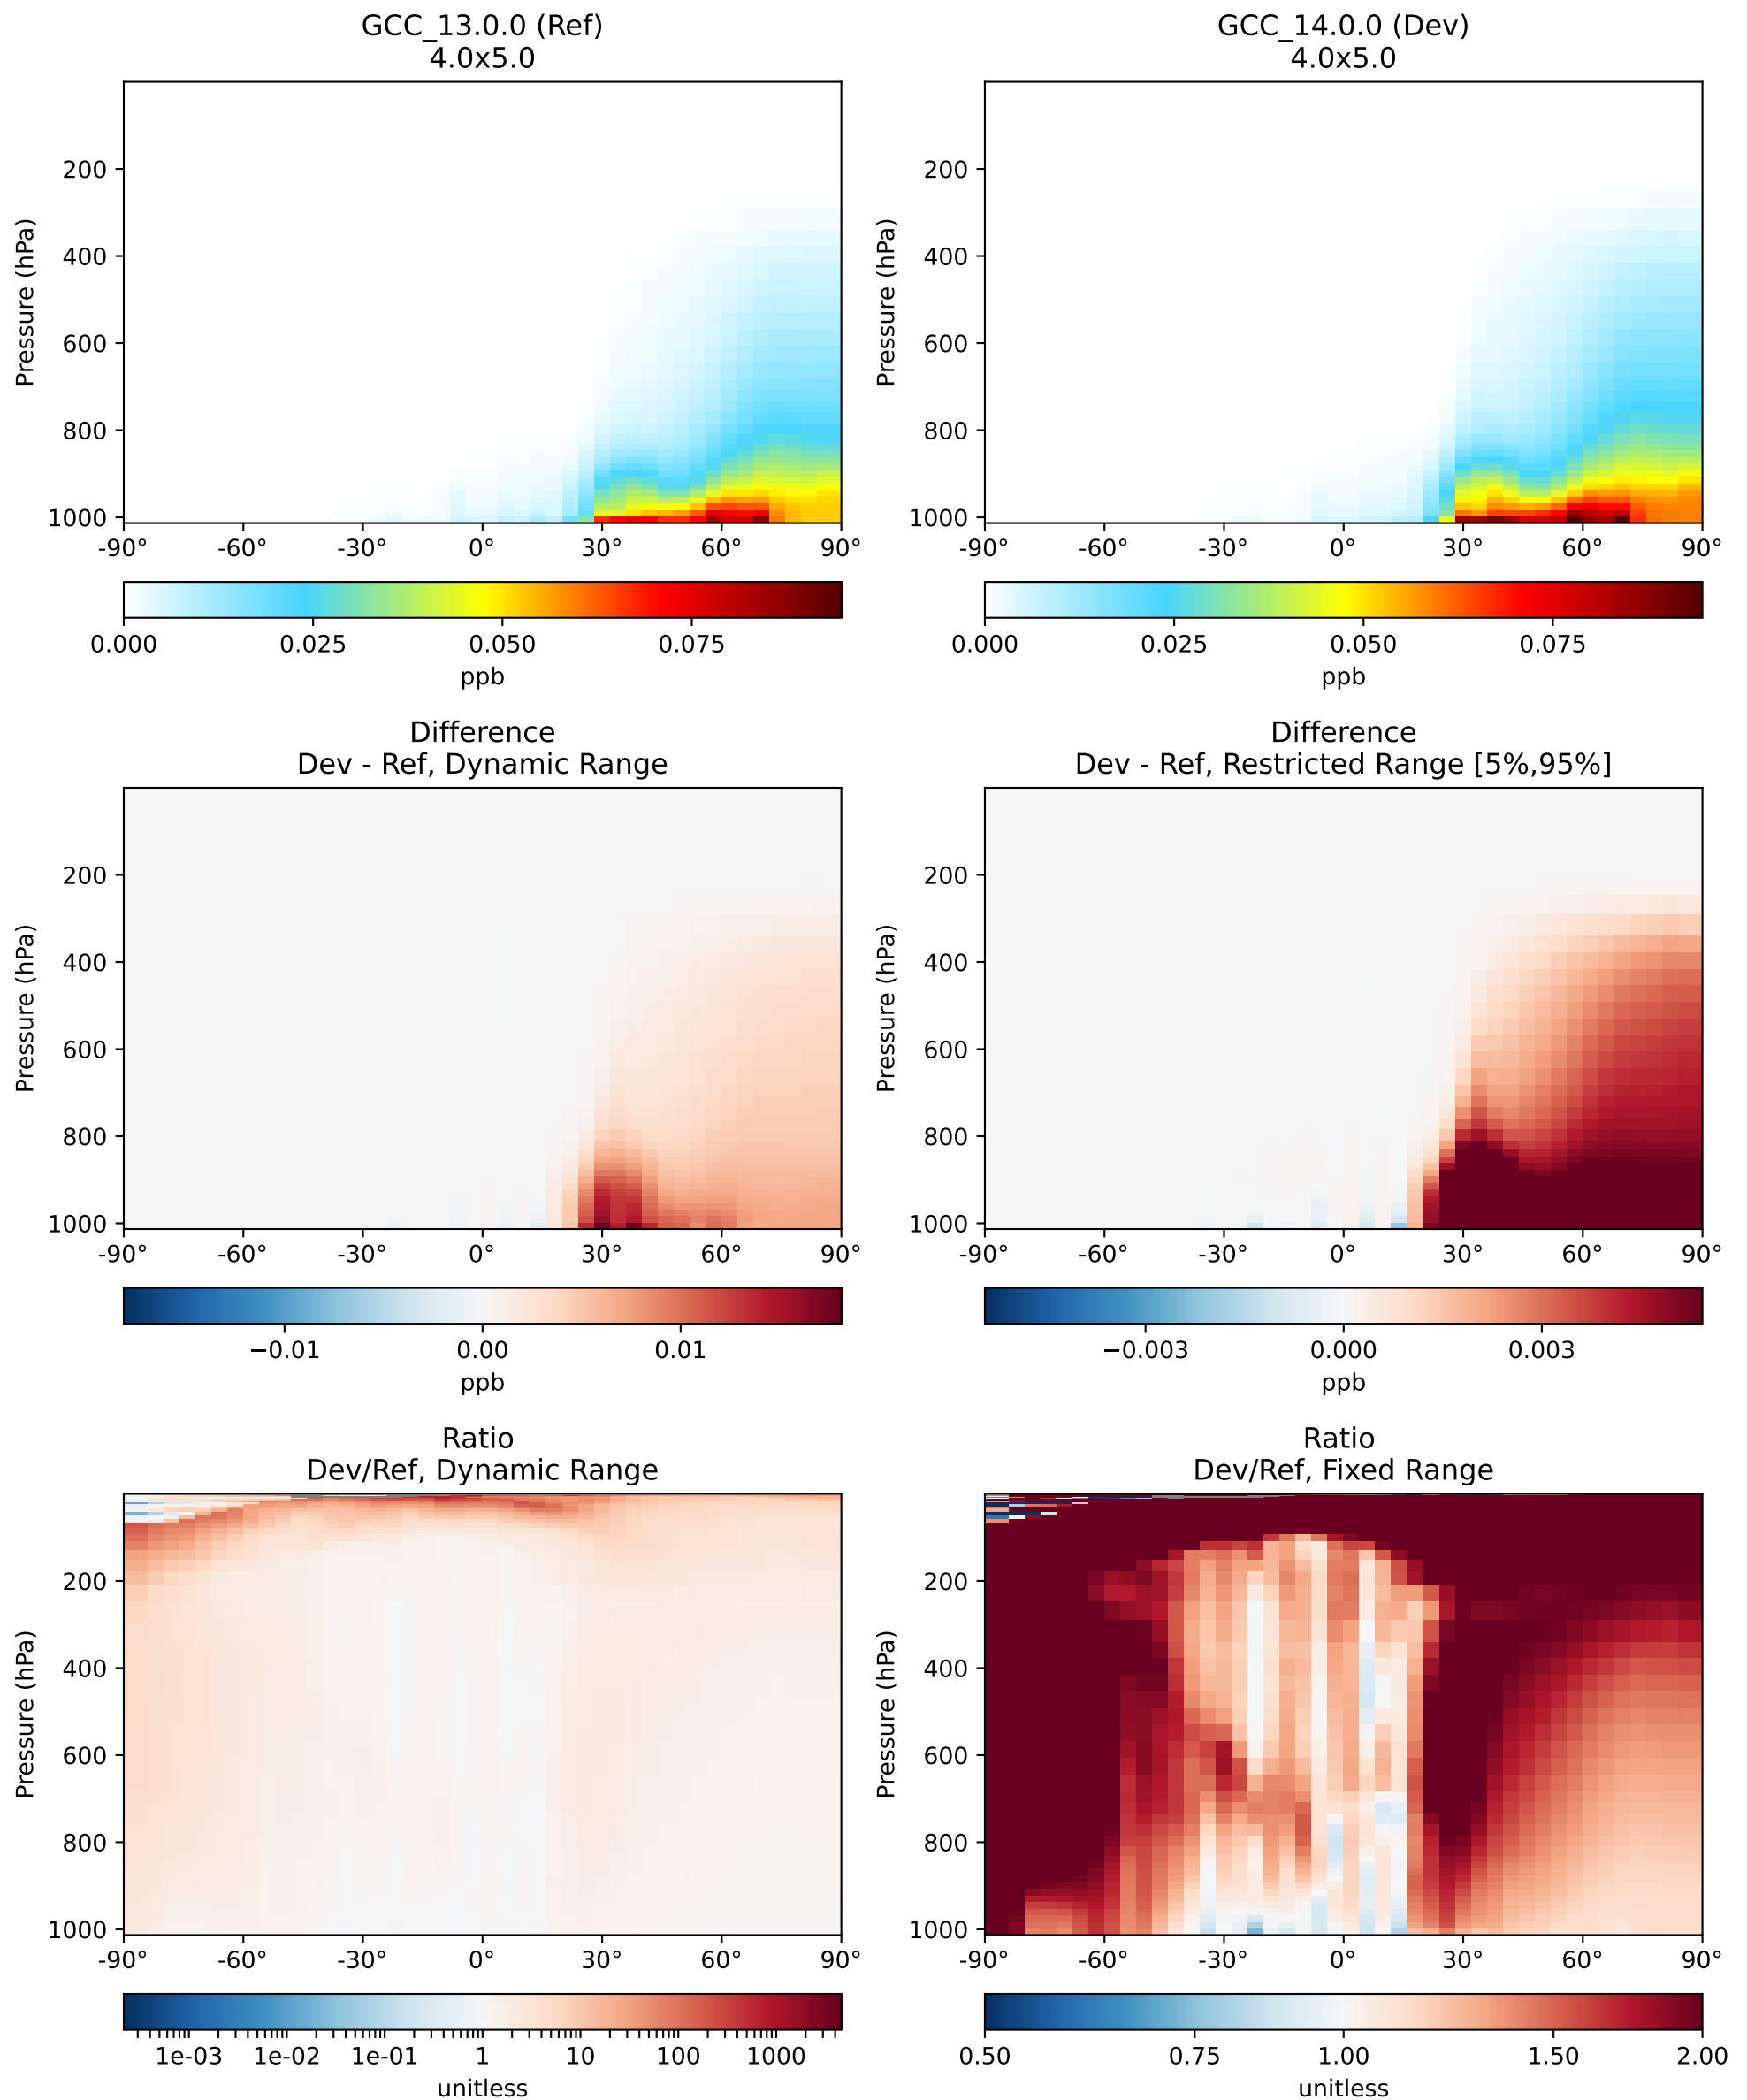 GCC_13.0.0 (Ref)
4.0x5.0
Pressure (hPa)
200
400
600
800
1000
-90° -60° -30° 0° 30° 60° 90°
0.000 0.025 0.050 0.075
ppb
GCC_14.0.0 (Dev)
4.0x5.0
Pressure (hPa)
200
400
600
800
1000
-90° -60° -30° 0° 30° 60° 90°
0.000 0.025 0.050 0.075
ppb
Difference
Dev - Ref, Dynamic Range
Pressure (hPa)
200
400
600
800
1000
-90° -60° -30° 0° 30° 60° 90°
−0.01 0.00 0.01
ppb
Difference
Dev - Ref, Restricted Range [5%,95%]
Pressure (hPa)
200
400
600
800
1000
-90° -60° -30° 0° 30° 60° 90°
−0.003 0.000 0.003
ppb
Ratio
Dev/Ref, Dynamic Range
Pressure (hPa)
200
400
600
800
1000
-90° -60° -30° 0° 30° 60° 90°
1e-03 1e-02 1e-01 1 10 100 1000
unitless
Ratio
Dev/Ref, Fixed Range
Pressure (hPa)
200
400
600
800
1000
-90° -60° -30° 0° 30° 60° 90°
0.50 0.75 1.00 1.50 2.00
unitless